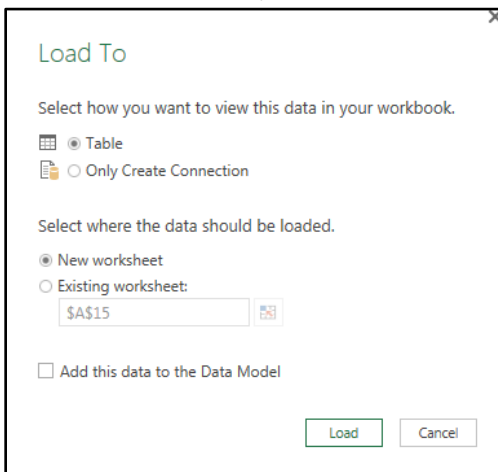 Load To
Select how you want to view this data in your workbook.
Table
Only Create Connection
Select where the data should be loaded.
New worksheet
Existing worksheet:
$A$15
Add this data to the Data Model
Load Cancel